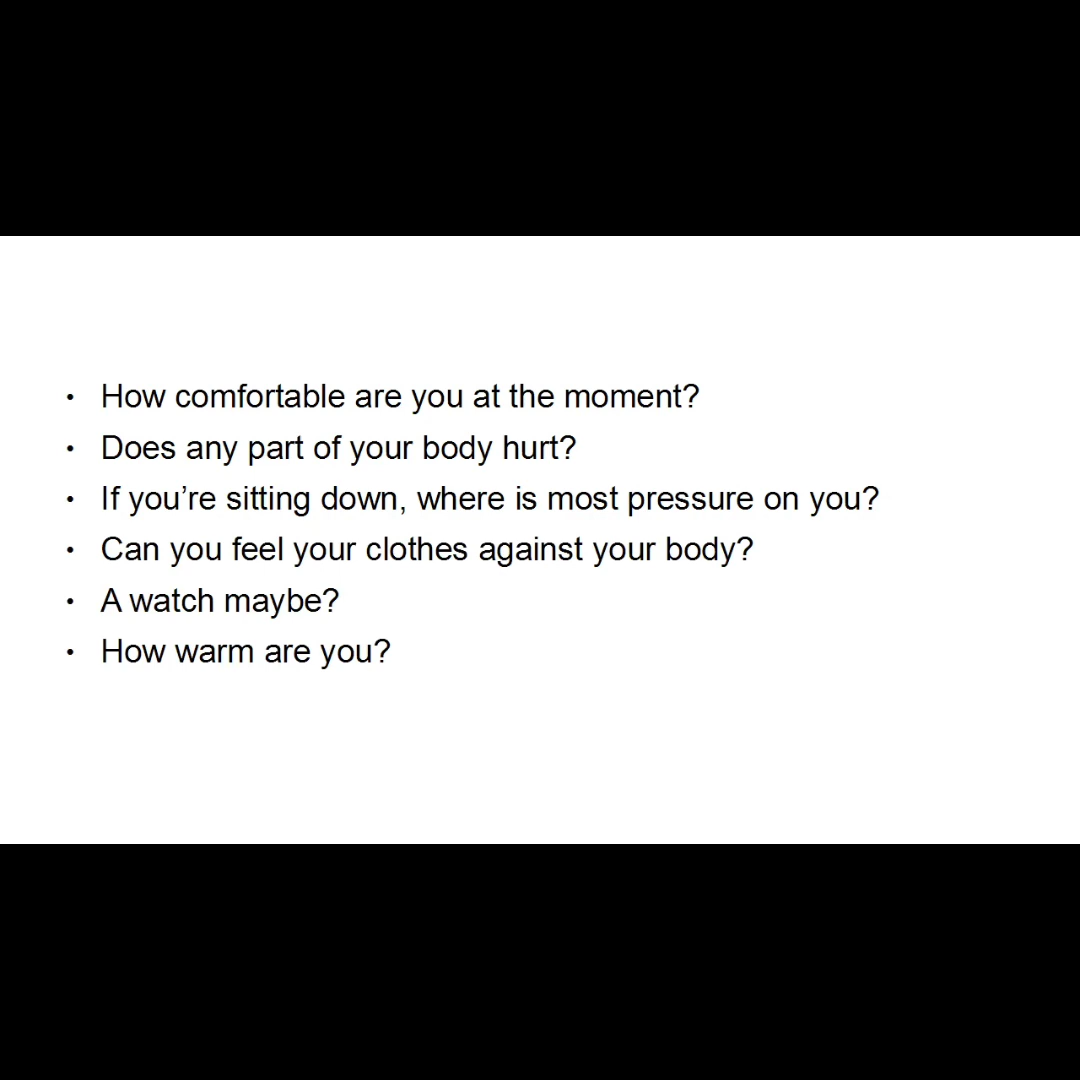 • How comfortable are you at the moment?
• Does any part of your body hurt?
• If you’re sitting down, where is most pressure on you?
• Can you feel your clothes against your body?
• A watch maybe?
• How warm are you?